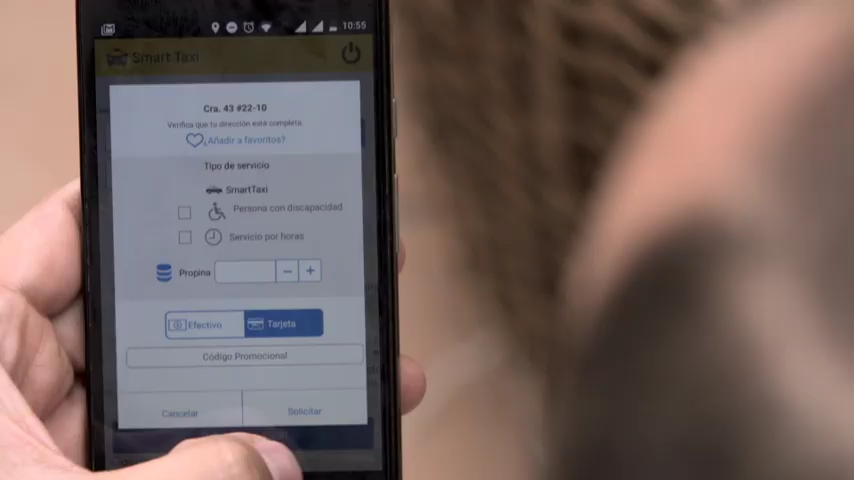 10:55
Smart Taxi
Cra. 43 #22-10
Verifica que tu dirección está completa.
¿Añadir a favoritos?
Tipo de servicio
SmartTaxi
Persona con discapacidad
Servicio por horas
Propina
− +
Efectivo Tarjeta
Código Promocional
Cancelar Solicitar